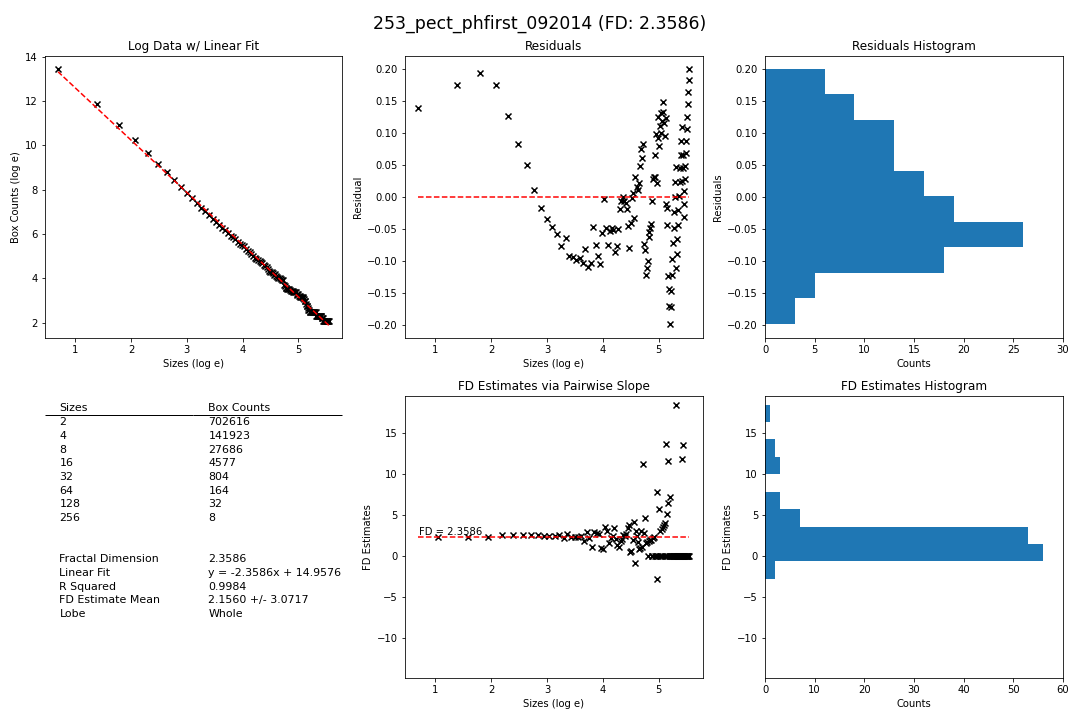 253_pect_phfirst_092014 (FD: 2.3586)
Log Data w/ Linear Fit
14
12
10
8
6
4
2
Box Counts (log e)
1 2 3 4 5
Sizes (log e)
Residuals
0.20
0.15
0.10
0.05
0.00
−0.05
−0.10
−0.15
−0.20
Residual
1 2 3 4 5
Sizes (log e)
Residuals Histogram
0.20
0.15
0.10
0.05
0.00
−0.05
−0.10
−0.15
−0.20
Residuals
0 5 10 15 20 25 30
Counts
Sizes Box Counts
2 702616
4 141923
8 27686
16 4577
32 804
64 164
128 32
256 8
Fractal Dimension 2.3586
Linear Fit y = -2.3586x + 14.9576
R Squared 0.9984
FD Estimate Mean 2.1560 +/- 3.0717
Lobe Whole
FD Estimates via Pairwise Slope
15
10
5
0
−5
−10
FD Estimates
FD = 2.3586
1 2 3 4 5
Sizes (log e)
FD Estimates Histogram
15
10
5
0
−5
−10
FD Estimates
0 10 20 30 40 50 60
Counts